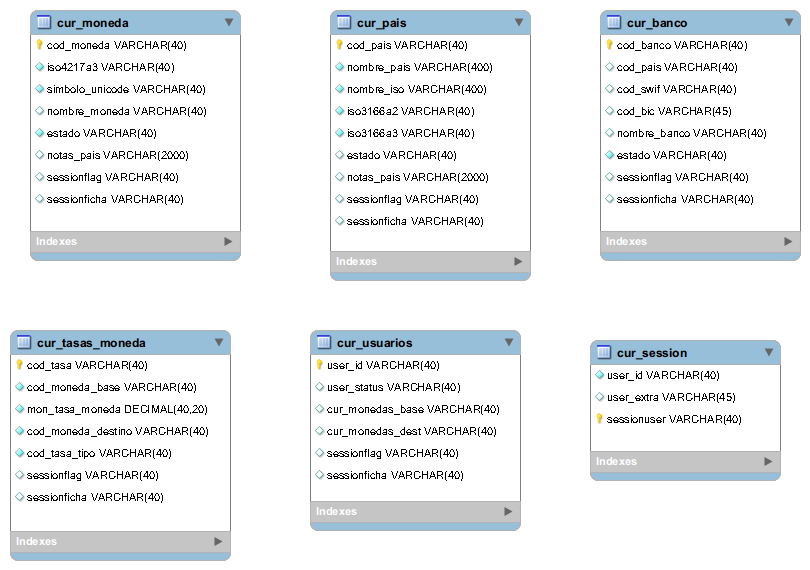 cur_moneda
cod_moneda VARCHAR(40)
iso4217a3 VARCHAR(40)
simbolo_unicode VARCHAR(40)
nombre_moneda VARCHAR(40)
estado VARCHAR(40)
notas_pais VARCHAR(2000)
sessionflag VARCHAR(40)
sessionficha VARCHAR(40)
Indexes
cur_pais
cod_pais VARCHAR(40)
nombre_pais VARCHAR(400)
nombre_iso VARCHAR(400)
iso3166a2 VARCHAR(40)
iso3166a3 VARCHAR(40)
estado VARCHAR(40)
notas_pais VARCHAR(2000)
sessionflag VARCHAR(40)
sessionficha VARCHAR(40)
Indexes
cur_banco
cod_banco VARCHAR(40)
cod_pais VARCHAR(40)
cod_swif VARCHAR(40)
cod_bic VARCHAR(45)
nombre_banco VARCHAR(40)
estado VARCHAR(40)
sessionflag VARCHAR(40)
sessionficha VARCHAR(40)
Indexes
cur_tasas_moneda
cod_tasa VARCHAR(40)
cod_moneda_base VARCHAR(40)
mon_tasa_moneda DECIMAL(40,20)
cod_moneda_destino VARCHAR(40)
cod_tasa_tipo VARCHAR(40)
sessionflag VARCHAR(40)
sessionficha VARCHAR(40)
Indexes
cur_usuarios
user_id VARCHAR(40)
user_status VARCHAR(40)
cur_monedas_base VARCHAR(40)
cur_monedas_dest VARCHAR(40)
sessionflag VARCHAR(40)
sessionficha VARCHAR(40)
Indexes
cur_session
user_id VARCHAR(40)
user_extra VARCHAR(45)
sessionuser VARCHAR(40)
Indexes